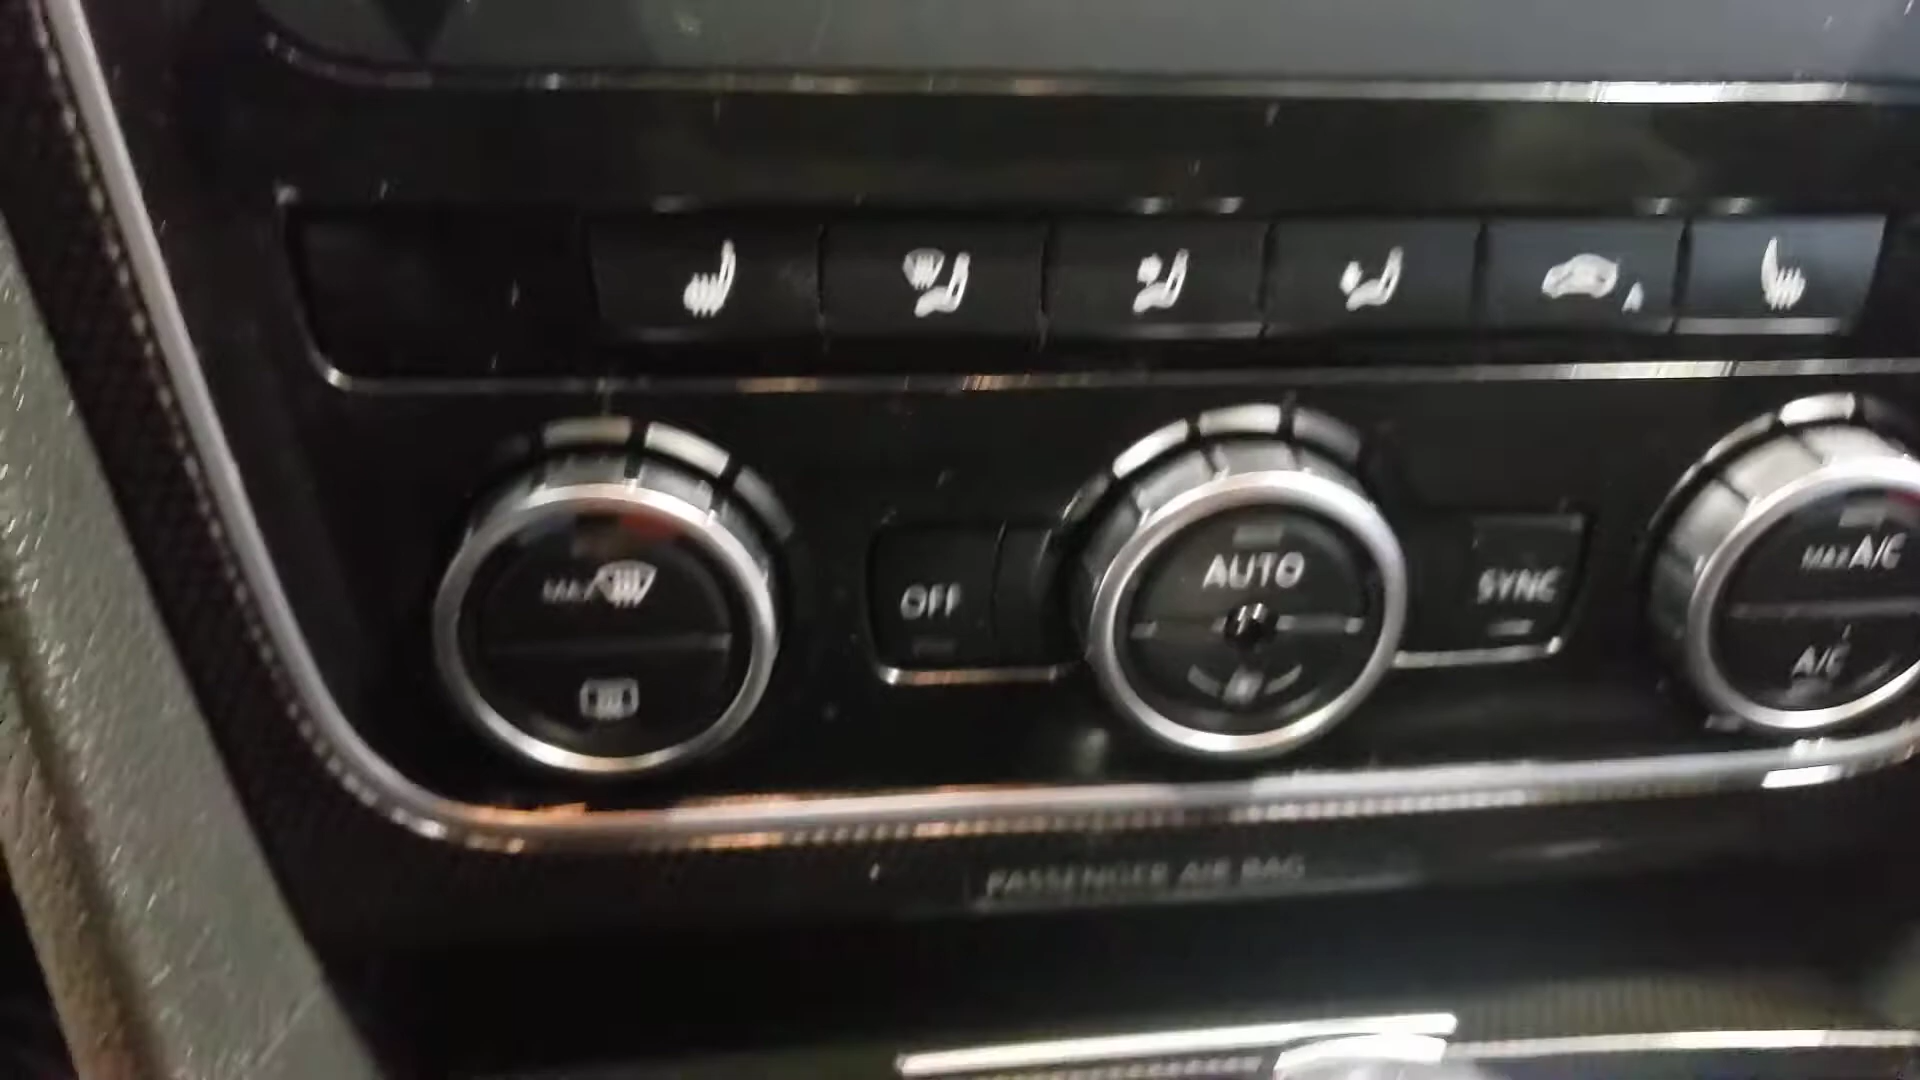 A
MAX
OFF
AUTO
SYNC
MAX A/C
A/C
PASSENGER AIR BAG